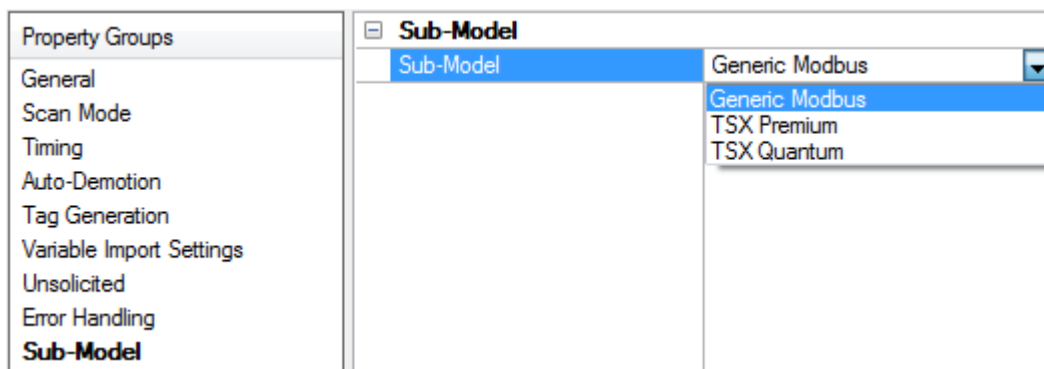 Property Groups
General
Scan Mode
Timing
Auto-Demotion
Tag Generation
Variable Import Settings
Unsolicited
Error Handling
Sub-Model
Sub-Model
Sub-Model Generic Modbus
Generic Modbus
TSX Premium
TSX Quantum